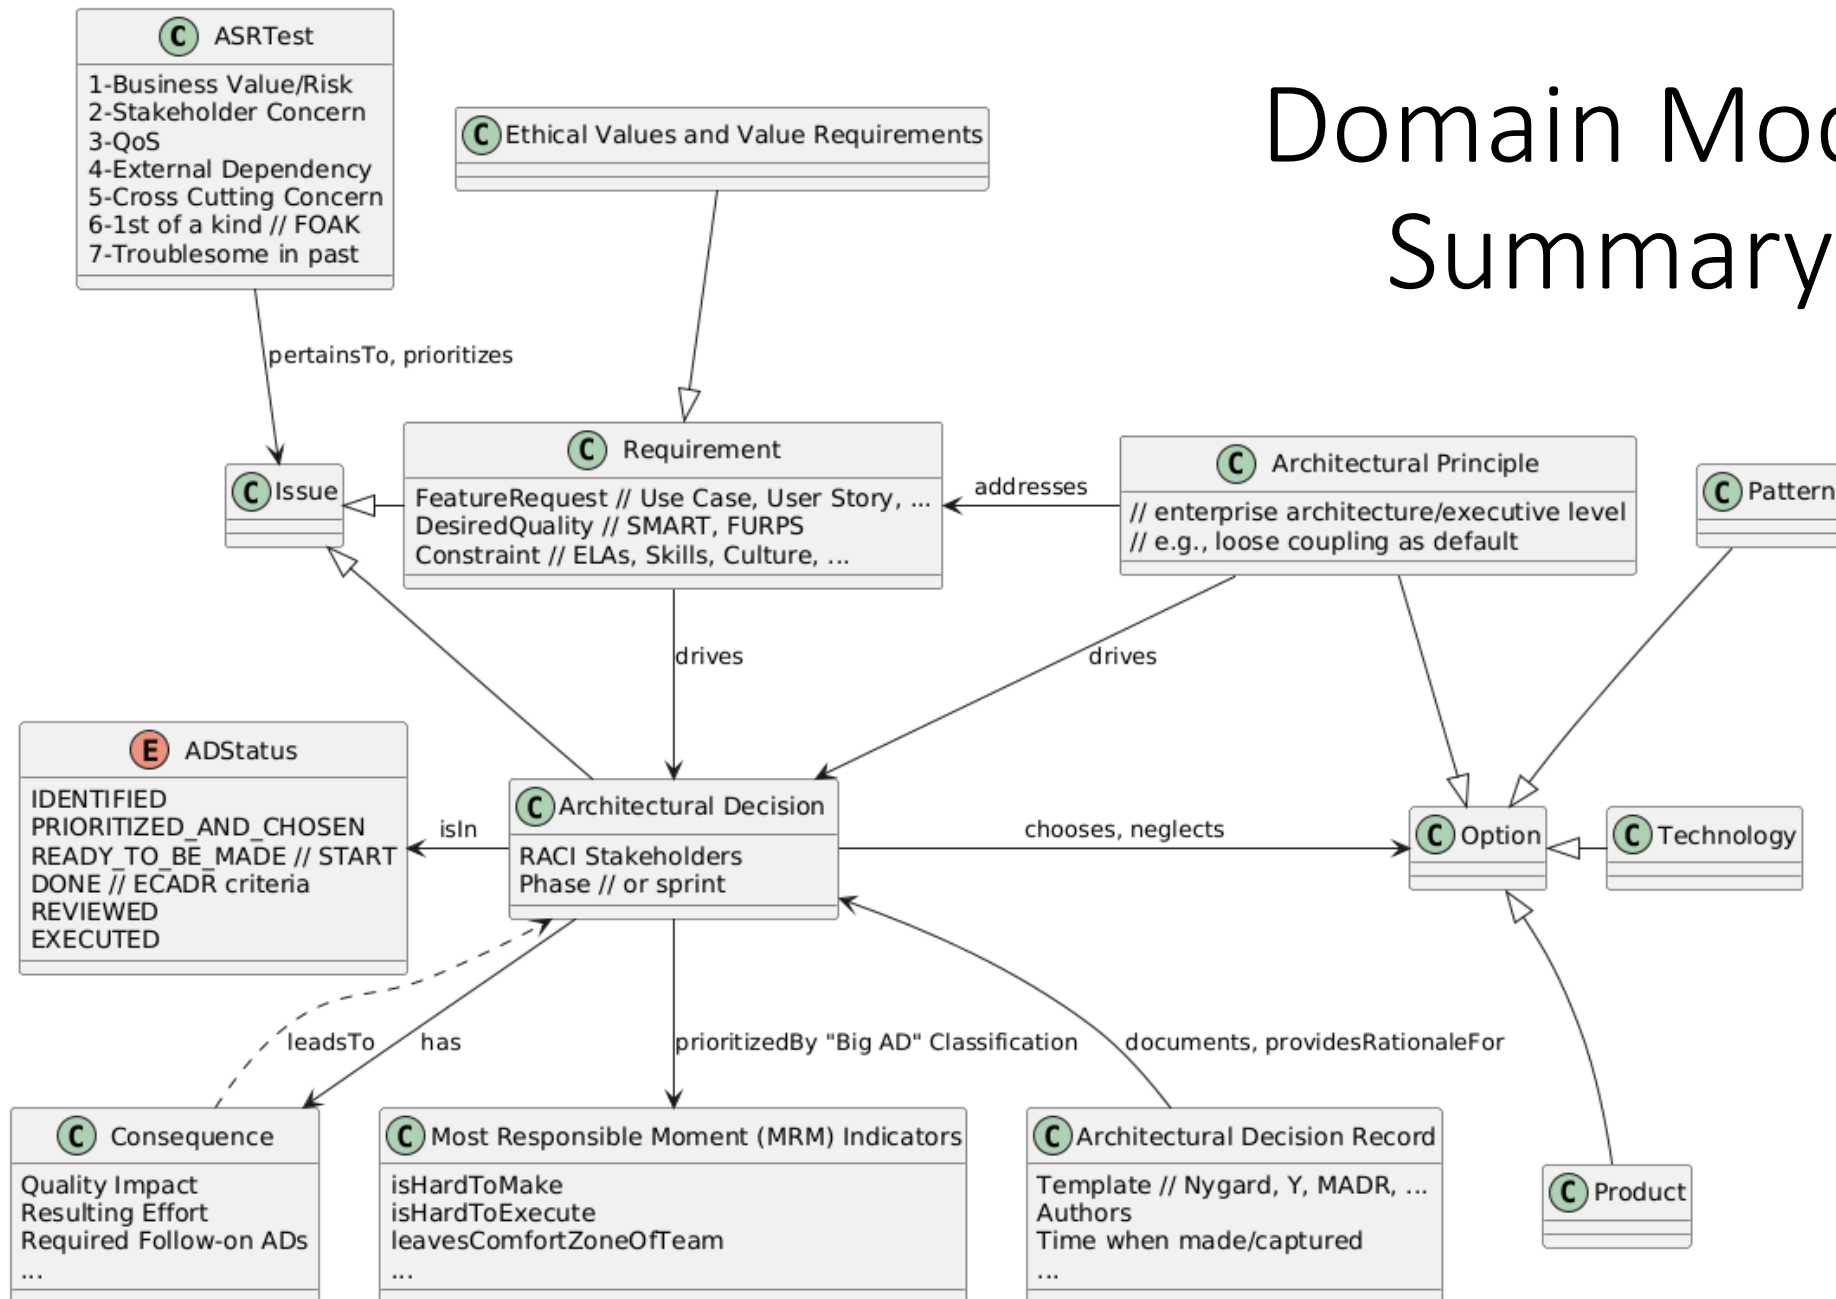 C ASRTest
1-Business Value/Risk
2-Stakeholder Concern
3-QoS
4-External Dependency
5-Cross Cutting Concern
6-1st of a kind // FOAK
7-Troublesome in past
C Ethical Values and Value Requirements
Domain Mod
Summary
pertainsTo, prioritizes
C Issue
C Requirement
FeatureRequest // Use Case, User Story, ...
DesiredQuality // SMART, FURPS
Constraint // ELAs, Skills, Culture, ...
addresses
C Architectural Principle
// enterprise architecture/executive level
// e.g., loose coupling as default
C Pattern
drives
drives
E ADStatus
IDENTIFIED
PRIORITIZED_AND_CHOSEN
READY_TO_BE_MADE // START
DONE // ECADR criteria
REVIEWED
EXECUTED
isIn
C Architectural Decision
RACI Stakeholders
Phase // or sprint
chooses, neglects
C Option
C Technology
leadsTo
has
prioritizedBy "Big AD" Classification
documents, providesRationaleFor
C Consequence
Quality Impact
Resulting Effort
Required Follow-on ADs
...
C Most Responsible Moment (MRM) Indicators
isHardToMake
isHardToExecute
leavesComfortZoneOfTeam
...
C Architectural Decision Record
Template // Nygard, Y, MADR, ...
Authors
Time when made/captured
...
C Product